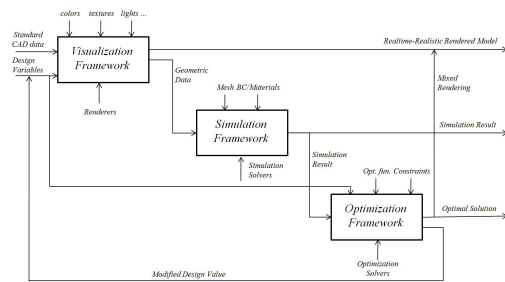 colors textures lights ...
Standard
CAD data
Design
Variables
Visualization
Framework
Realtime-Realistic Rendered Model
Geometric
Data
Renderers
Mesh BC/Materials
Mixed
Rendering
Simulation
Framework
Simulation Result
Simulation
Solvers
Simulation
Result
Opt. fun. Constraints
Optimization
Framework
Optimal Solution
Optimization
Solvers
Modified Design Value